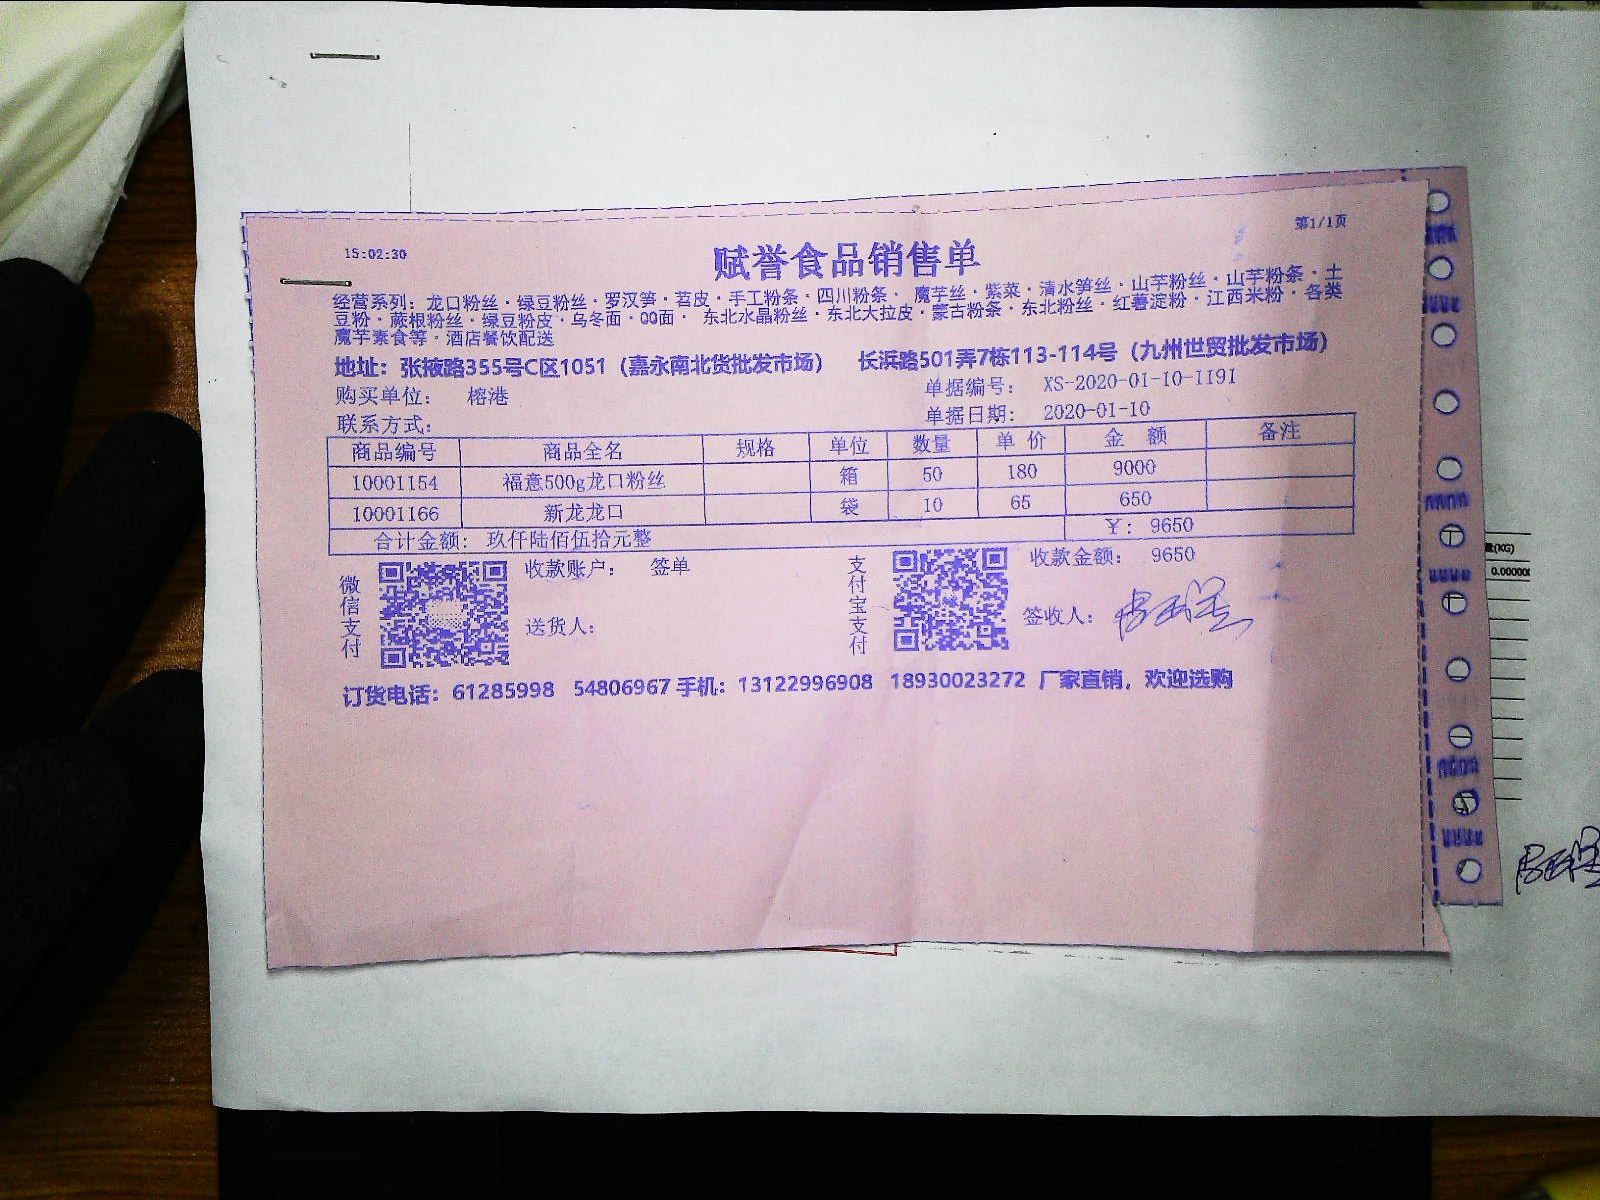 15:02:30
第1/1页
赋誉食品销售单
经营系列：龙口粉丝·绿豆粉丝·罗汉笋·苕皮·手工粉条·四川粉条· 魔芋丝·紫菜·清水笋丝·山芋粉丝·山芋粉条·土
豆粉·蕨根粉丝·绿豆粉皮·乌冬面·QQ面· 东北水晶粉丝·东北大拉皮·蒙古粉条·东北粉丝·红薯淀粉·江西米粉·各类
魔芋素食等·酒店餐饮配送
地址：张掖路355号C区1051（嘉永南北货批发市场） 长浜路501弄7栋113-114号（九州世贸批发市场）
购买单位： 榕港 单据编号： XS-2020-01-10-1191
联系方式： 单据日期： 2020-01-10
商品编号 商品全名 规格 单位 数量 单价 金额 备注
10001154 福意500g龙口粉丝 箱 50 180 9000
10001166 新龙龙口 袋 10 65 650
合计金额： 玖仟陆佰伍拾元整 ￥：9650
微信支付 收款账户： 签单 支付宝支付 收款金额： 9650
送货人： 签收人：
订货电话：61285998 54806967 手机：13122996908 18930023272 厂家直销，欢迎选购
(KG)
0.00000